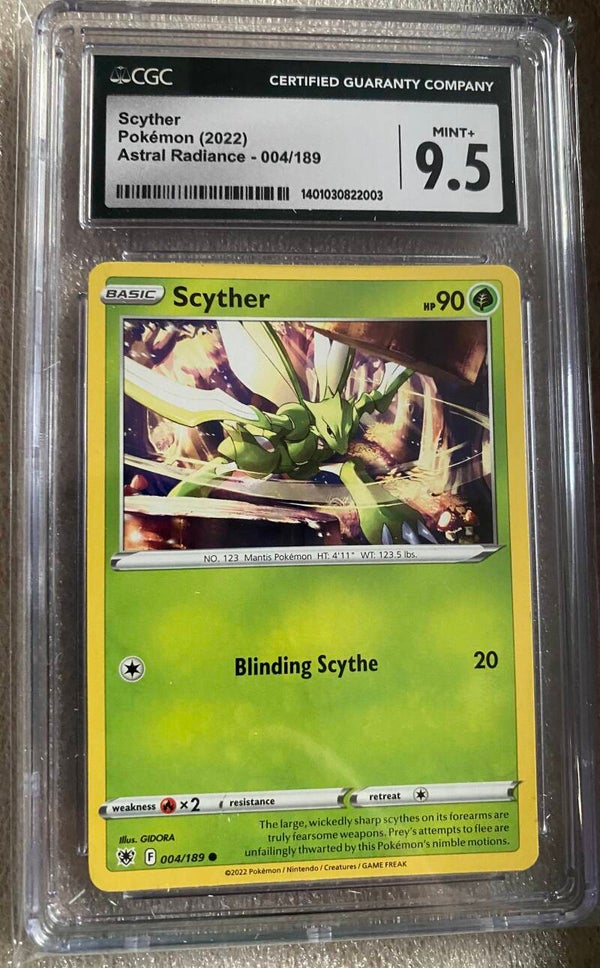 CGC
CERTIFIED GUARANTY COMPANY
Scyther
Pokémon (2022)
Astral Radiance - 004/189
MINT+
9.5
1401030822003
BASIC Scyther HP 90
NO. 123 Mantis Pokémon HT: 4'11" WT: 123.5 lbs.
Blinding Scythe 20
weakness ×2 resistance retreat
The large, wickedly sharp scythes on its forearms are
truly fearsome weapons. Prey's attempts to flee are
unfailingly thwarted by this Pokémon's nimble motions.
Illus. GIDORA
F 004/189
©2022 Pokémon / Nintendo / Creatures / GAME FREAK